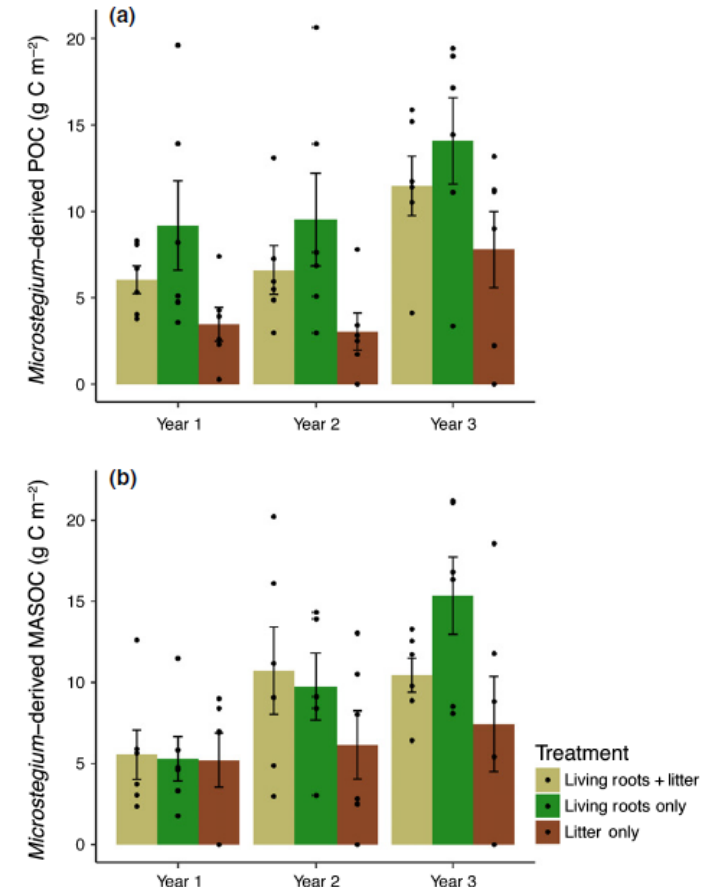 (a)
Microstegium–derived POC (g C m⁻²)
20
15
10
5
0
Year 1 Year 2 Year 3
(b)
Microstegium–derived MASOC (g C m⁻²)
20
15
10
5
0
Year 1 Year 2 Year 3
Treatment
Living roots + litter
Living roots only
Litter only